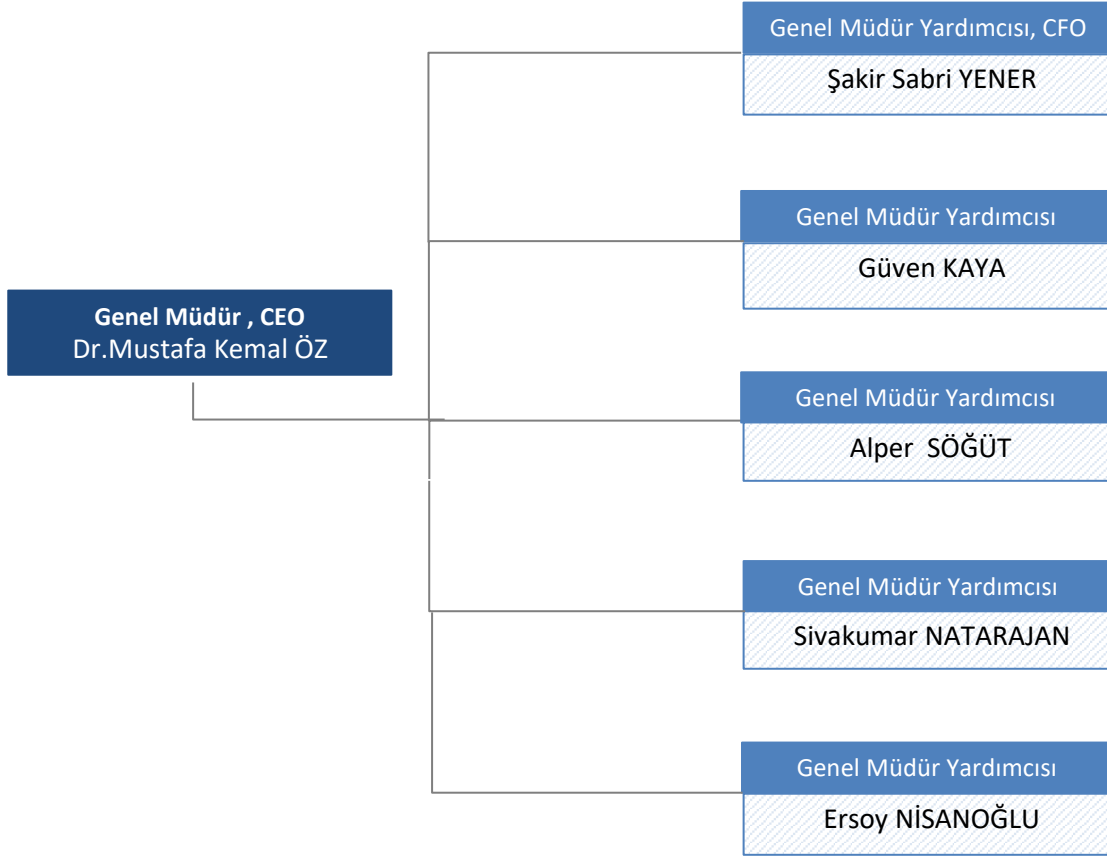 Genel Müdür Yardımcısı, CFO
Şakir Sabri YENER
Genel Müdür Yardımcısı
Güven KAYA
Genel Müdür , CEO
Dr.Mustafa Kemal ÖZ
Genel Müdür Yardımcısı
Alper SÖĞÜT
Genel Müdür Yardımcısı
Sivakumar NATARAJAN
Genel Müdür Yardımcısı
Ersoy NİSANOĞLU